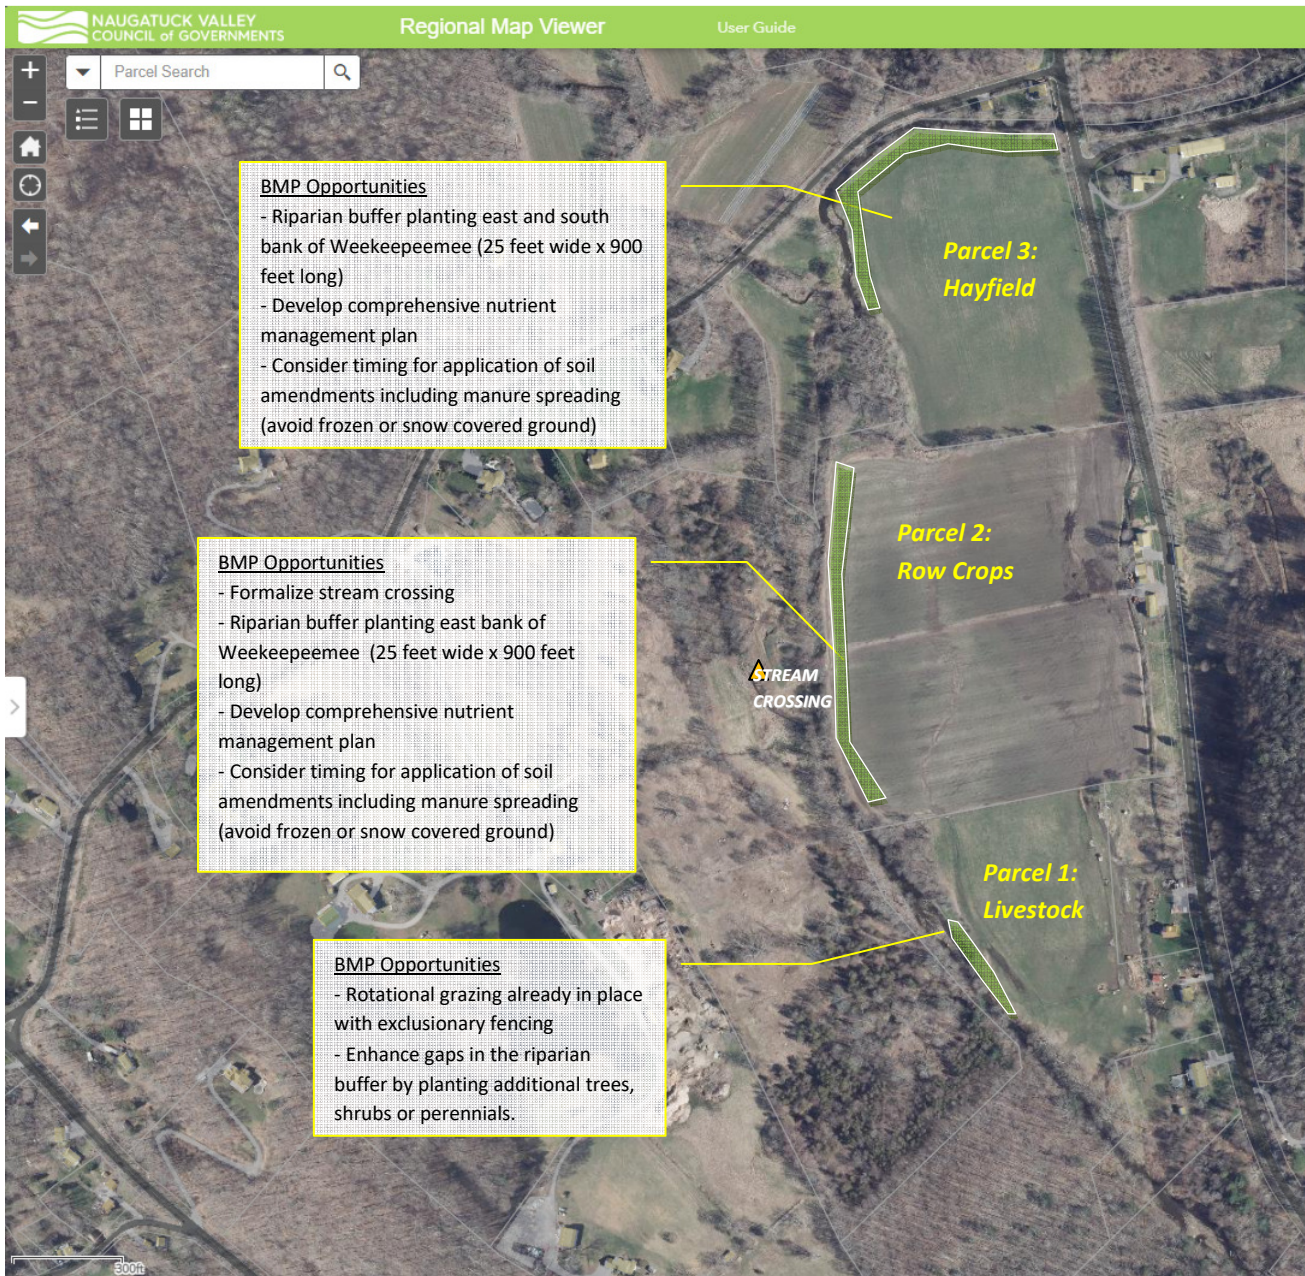 NAUGATUCK VALLEY
COUNCIL of GOVERNMENTS
Regional Map Viewer
User Guide
Parcel Search
BMP Opportunities
- Riparian buffer planting east and south
bank of Weekeepeemee (25 feet wide x 900
feet long)
- Develop comprehensive nutrient
management plan
- Consider timing for application of soil
amendments including manure spreading
(avoid frozen or snow covered ground)
Parcel 3:
Hayfield
BMP Opportunities
- Formalize stream crossing
- Riparian buffer planting east bank of
Weekeepeemee (25 feet wide x 900 feet
long)
- Develop comprehensive nutrient
management plan
- Consider timing for application of soil
amendments including manure spreading
(avoid frozen or snow covered ground)
Parcel 2:
Row Crops
STREAM
CROSSING
Parcel 1:
Livestock
BMP Opportunities
- Rotational grazing already in place
with exclusionary fencing
- Enhance gaps in the riparian
buffer by planting additional trees,
shrubs or perennials.
300ft